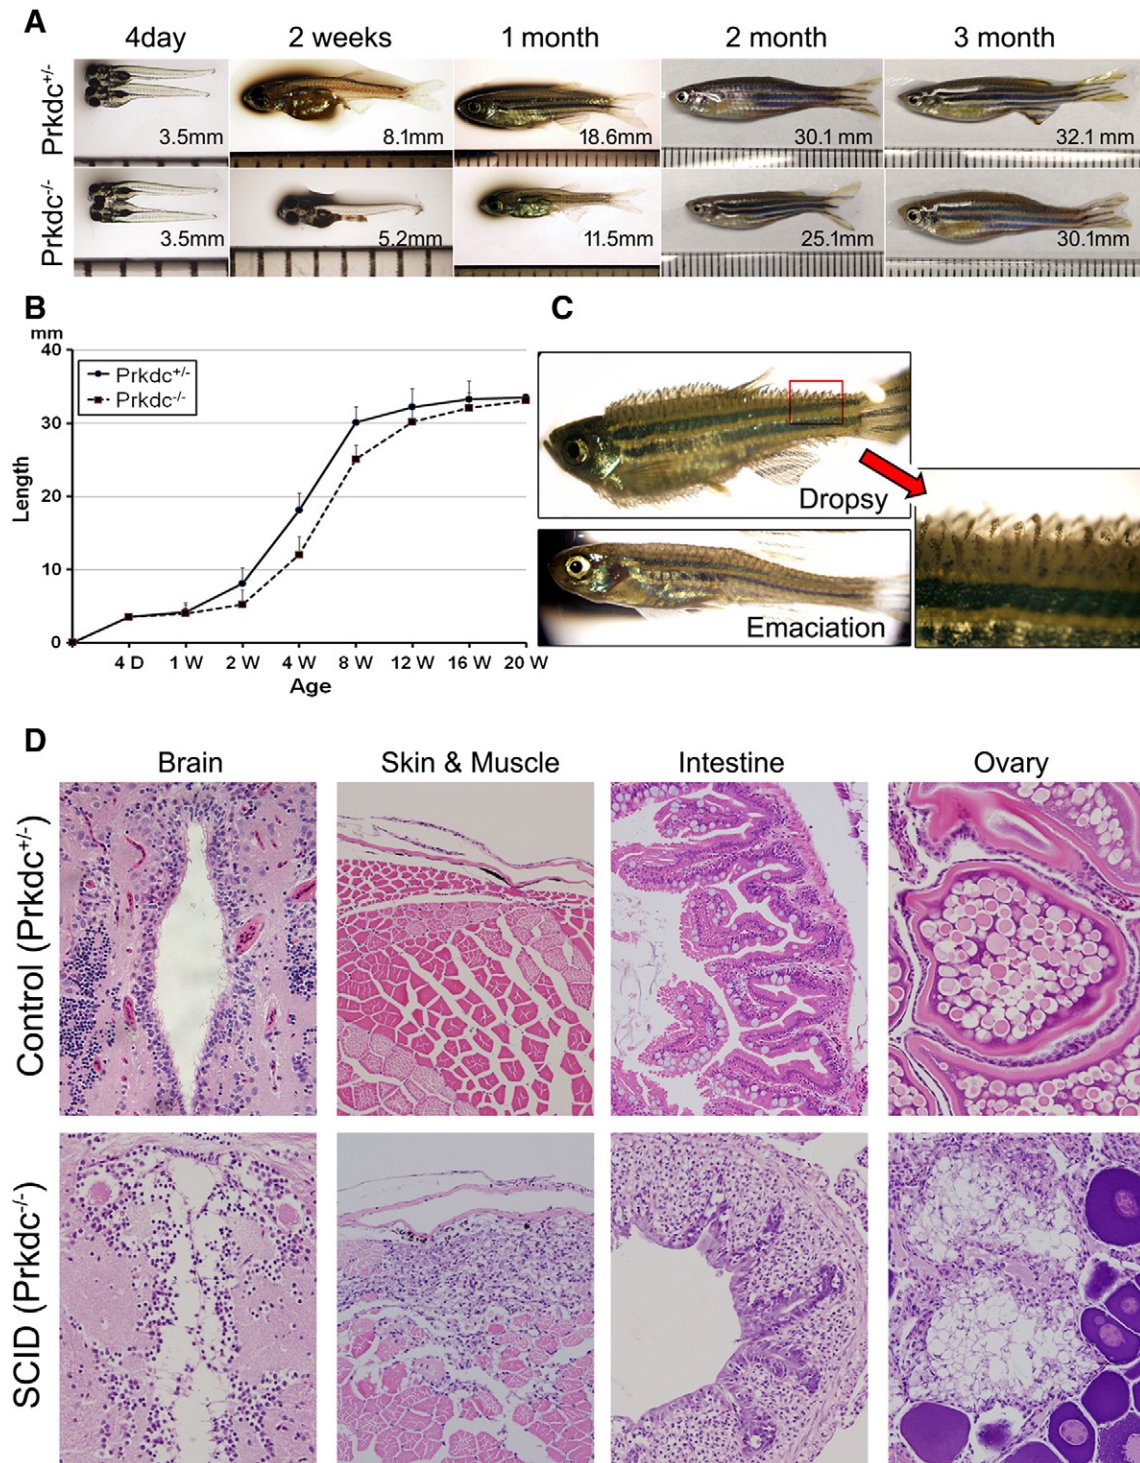 A
4day 2 weeks 1 month 2 month 3 month
Prkdc+/-
3.5mm 8.1mm 18.6mm 30.1 mm 32.1 mm
Prkdc-/-
3.5mm 5.2mm 11.5mm 25.1mm 30.1mm
B
mm
40
30
20
10
0
Length
Prkdc+/-
Prkdc-/-
4 D 1 W 2 W 4 W 8 W 12 W 16 W 20 W
Age
C
Dropsy
Emaciation
D
Brain Skin & Muscle Intestine Ovary
Control (Prkdc+/-)
SCID (Prkdc-/-)